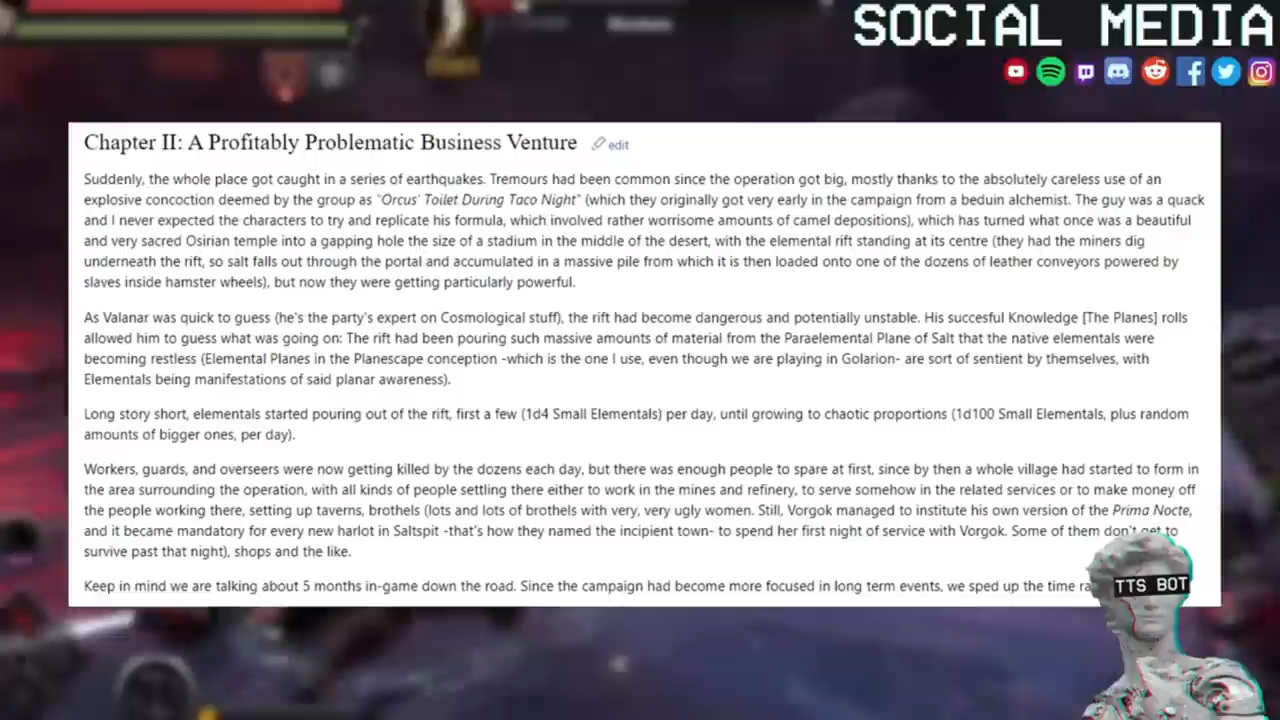 SOCIAL MEDIA
Chapter II: A Profitably Problematic Business Venture edit
Suddenly, the whole place got caught in a series of earthquakes. Tremours had been common since the operation got big, mostly thanks to the absolutely careless use of an
explosive concoction deemed by the group as "Orcus' Toilet During Taco Night" (which they originally got very early in the campaign from a beduin alchemist. The guy was a quack
and I never expected the characters to try and replicate his formula, which involved rather worrisome amounts of camel depositions), which has turned what once was a beautiful
and very sacred Osirian temple into a gapping hole the size of a stadium in the middle of the desert, with the elemental rift standing at its centre (they had the miners dig
underneath the rift, so salt falls out through the portal and accumulated in a massive pile from which it is then loaded onto one of the dozens of leather conveyors powered by
slaves inside hamster wheels), but now they were getting particularly powerful.
As Valanar was quick to guess (he's the party's expert on Cosmological stuff), the rift had become dangerous and potentially unstable. His succesful Knowledge [The Planes] rolls
allowed him to guess what was going on: The rift had been pouring such massive amounts of material from the Paraelemental Plane of Salt that the native elementals were
becoming restless (Elemental Planes in the Planescape conception -which is the one I use, even though we are playing in Golarion- are sort of sentient by themselves, with
Elementals being manifestations of said planar awareness).
Long story short, elementals started pouring out of the rift, first a few (1d4 Small Elementals) per day, until growing to chaotic proportions (1d100 Small Elementals, plus random
amounts of bigger ones, per day).
Workers, guards, and overseers were now getting killed by the dozens each day, but there was enough people to spare at first, since by then a whole village had started to form in
the area surrounding the operation, with all kinds of people settling there either to work in the mines and refinery, to serve somehow in the related services or to make money off
the people working there, setting up taverns, brothels (lots and lots of brothels with very, very ugly women. Still, Vorgok managed to institute his own version of the Prima Nocte,
and it became mandatory for every new harlot in Saltspit -that's how they named the incipient town- to spend her first night of service with Vorgok. Some of them don't get to
survive past that night), shops and the like.
Keep in mind we are talking about 5 months in-game down the road. Since the campaign had become more focused in long term events, we sped up the time
TTS BOT